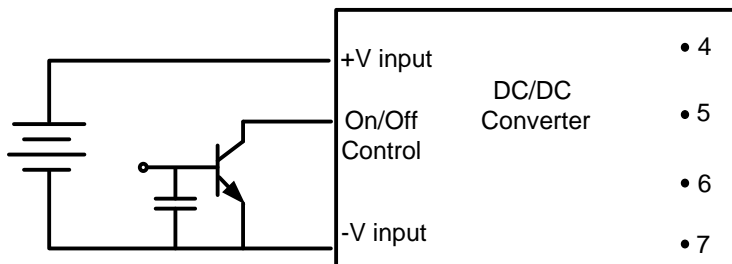 +V input
On/Off
Control
-V input
DC/DC
Converter
4
5
6
7